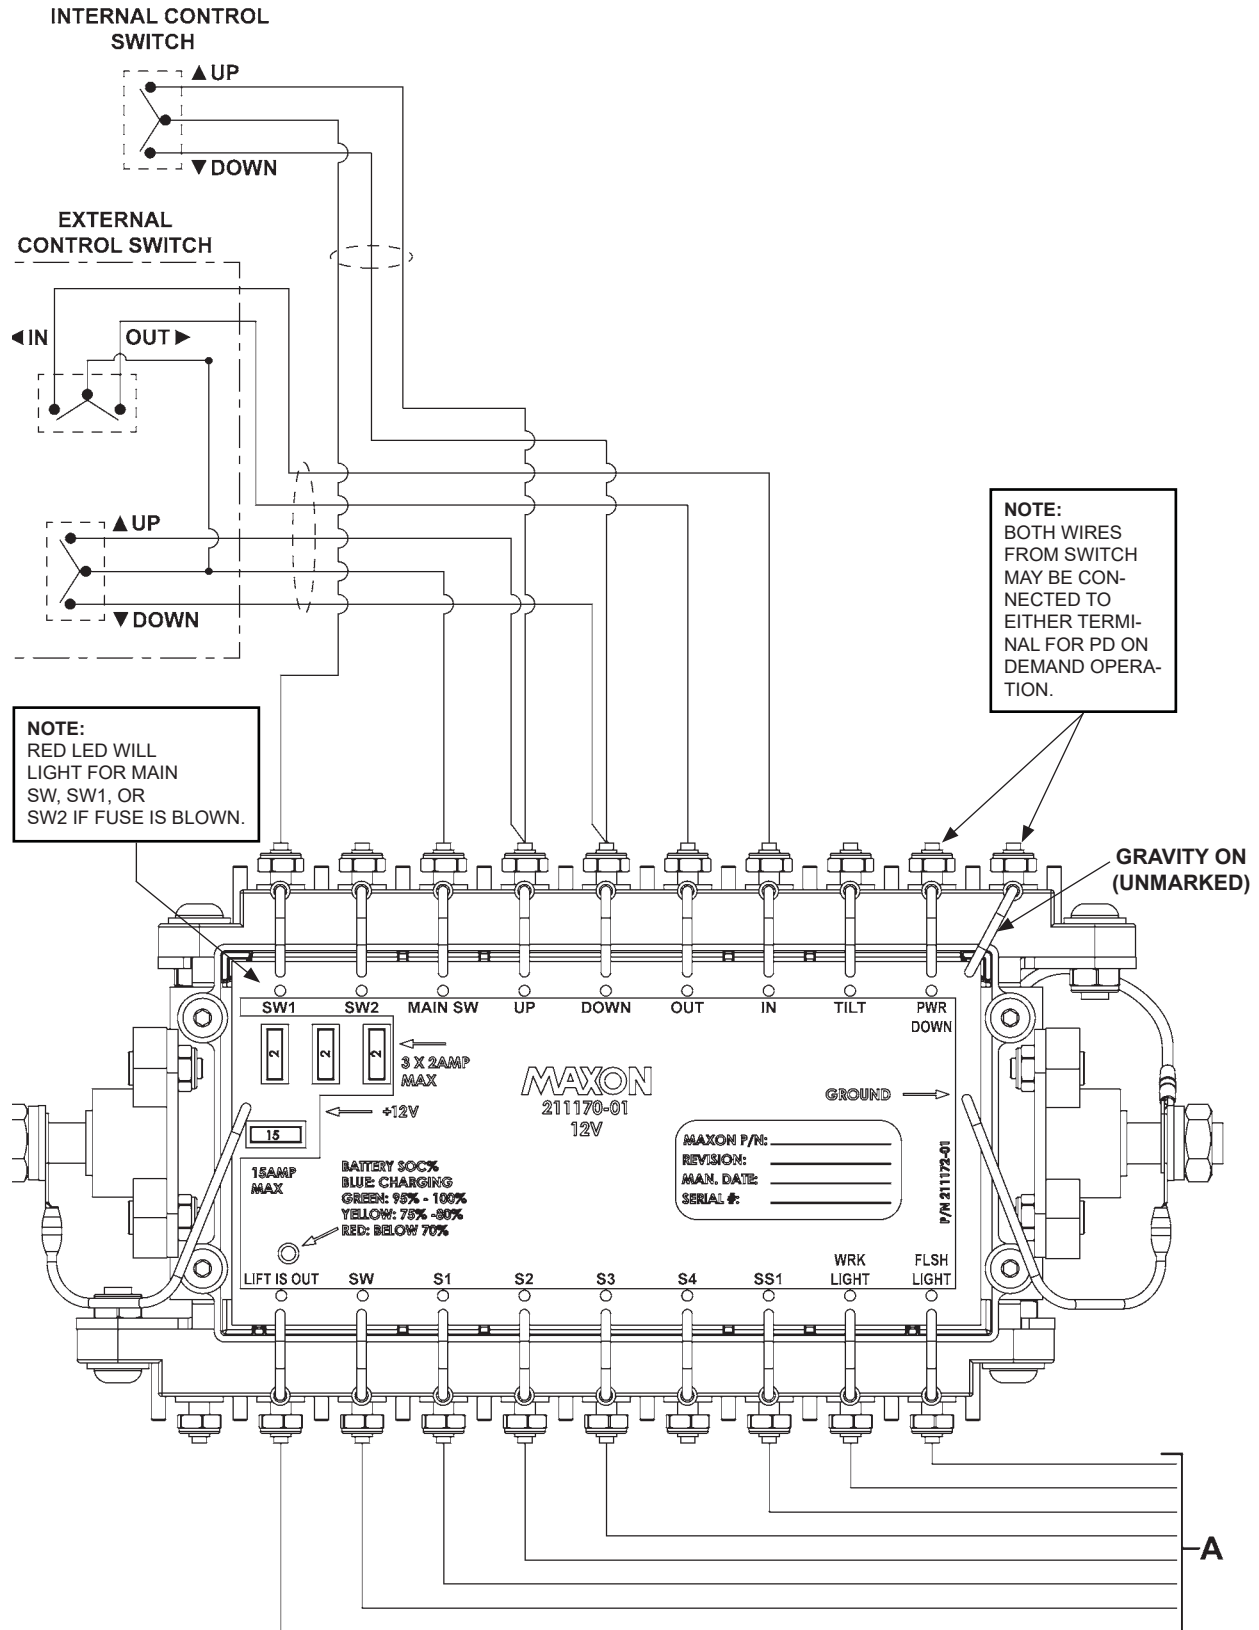 INTERNAL CONTROL
SWITCH
▲UP
▼DOWN
EXTERNAL
CONTROL SWITCH
◄IN
OUT►
▲UP
▼DOWN
NOTE:
BOTH WIRES
FROM SWITCH
MAY BE CON-
NECTED TO
EITHER TERMI-
NAL FOR PD ON
DEMAND OPERA-
TION.
NOTE:
RED LED WILL
LIGHT FOR MAIN
SW, SW1, OR
SW2 IF FUSE IS BLOWN.
GRAVITY ON
(UNMARKED)
SW1
SW2
MAIN SW
UP
DOWN
OUT
IN
TILT
PWR
DOWN
2
2
2
3 X 2AMP
MAX
+12V
MAXON
211170-01
12V
GROUND
15
15AMP
MAX
BATTERY SOC%
BLUE: CHARGING
GREEN: 95% - 100%
YELLOW: 75% -80%
RED: BELOW 70%
MAXON P/N:
REVISION:
MAN. DATE:
SERIAL #:
P/N 211172-01
LIFT IS OUT
SW
S1
S2
S3
S4
SS1
WRK
LIGHT
FLSH
LIGHT
A